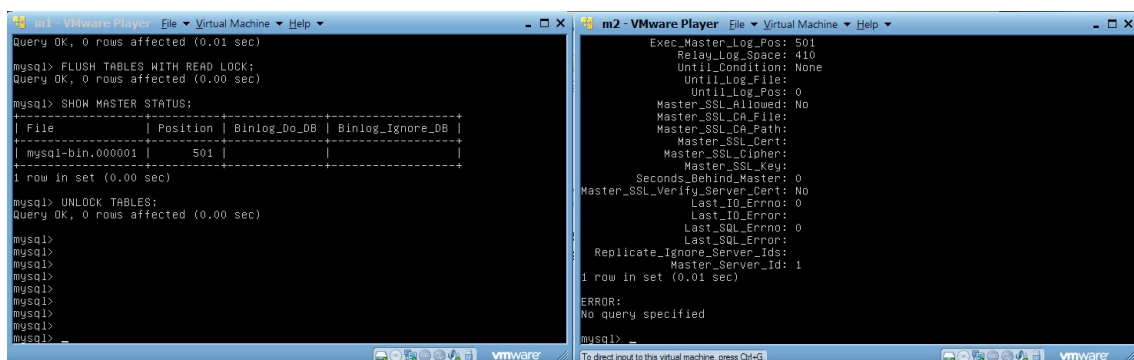 m1 - VMware Player File ▼ Virtual Machine ▼ Help ▼
Query OK, 0 rows affected (0.01 sec)
mysql> FLUSH TABLES WITH READ LOCK;
Query OK, 0 rows affected (0.00 sec)
mysql> SHOW MASTER STATUS;
+------------------+----------+--------------+------------------+
| File | Position | Binlog_Do_DB | Binlog_Ignore_DB |
+------------------+----------+--------------+------------------+
| mysql-bin.000001 | 501 | | |
+------------------+----------+--------------+------------------+
1 row in set (0.00 sec)
mysql> UNLOCK TABLES;
Query OK, 0 rows affected (0.00 sec)
mysql>
mysql>
mysql>
mysql>
mysql>
mysql>
mysql>
mysql> _
vmware
m2 - VMware Player File ▼ Virtual Machine ▼ Help ▼
Exec_Master_Log_Pos: 501
Relay_Log_Space: 410
Until_Condition: None
Until_Log_File:
Until_Log_Pos: 0
Master_SSL_Allowed: No
Master_SSL_CA_File:
Master_SSL_CA_Path:
Master_SSL_Cert:
Master_SSL_Cipher:
Master_SSL_Key:
Seconds_Behind_Master: 0
Master_SSL_Verify_Server_Cert: No
Last_IO_Errno: 0
Last_IO_Error:
Last_SQL_Errno: 0
Last_SQL_Error:
Replicate_Ignore_Server_Ids:
Master_Server_Id: 1
1 row in set (0.01 sec)
ERROR:
No query specified
mysql> _
To direct input to this virtual machine, press Ctrl+G.
vmware